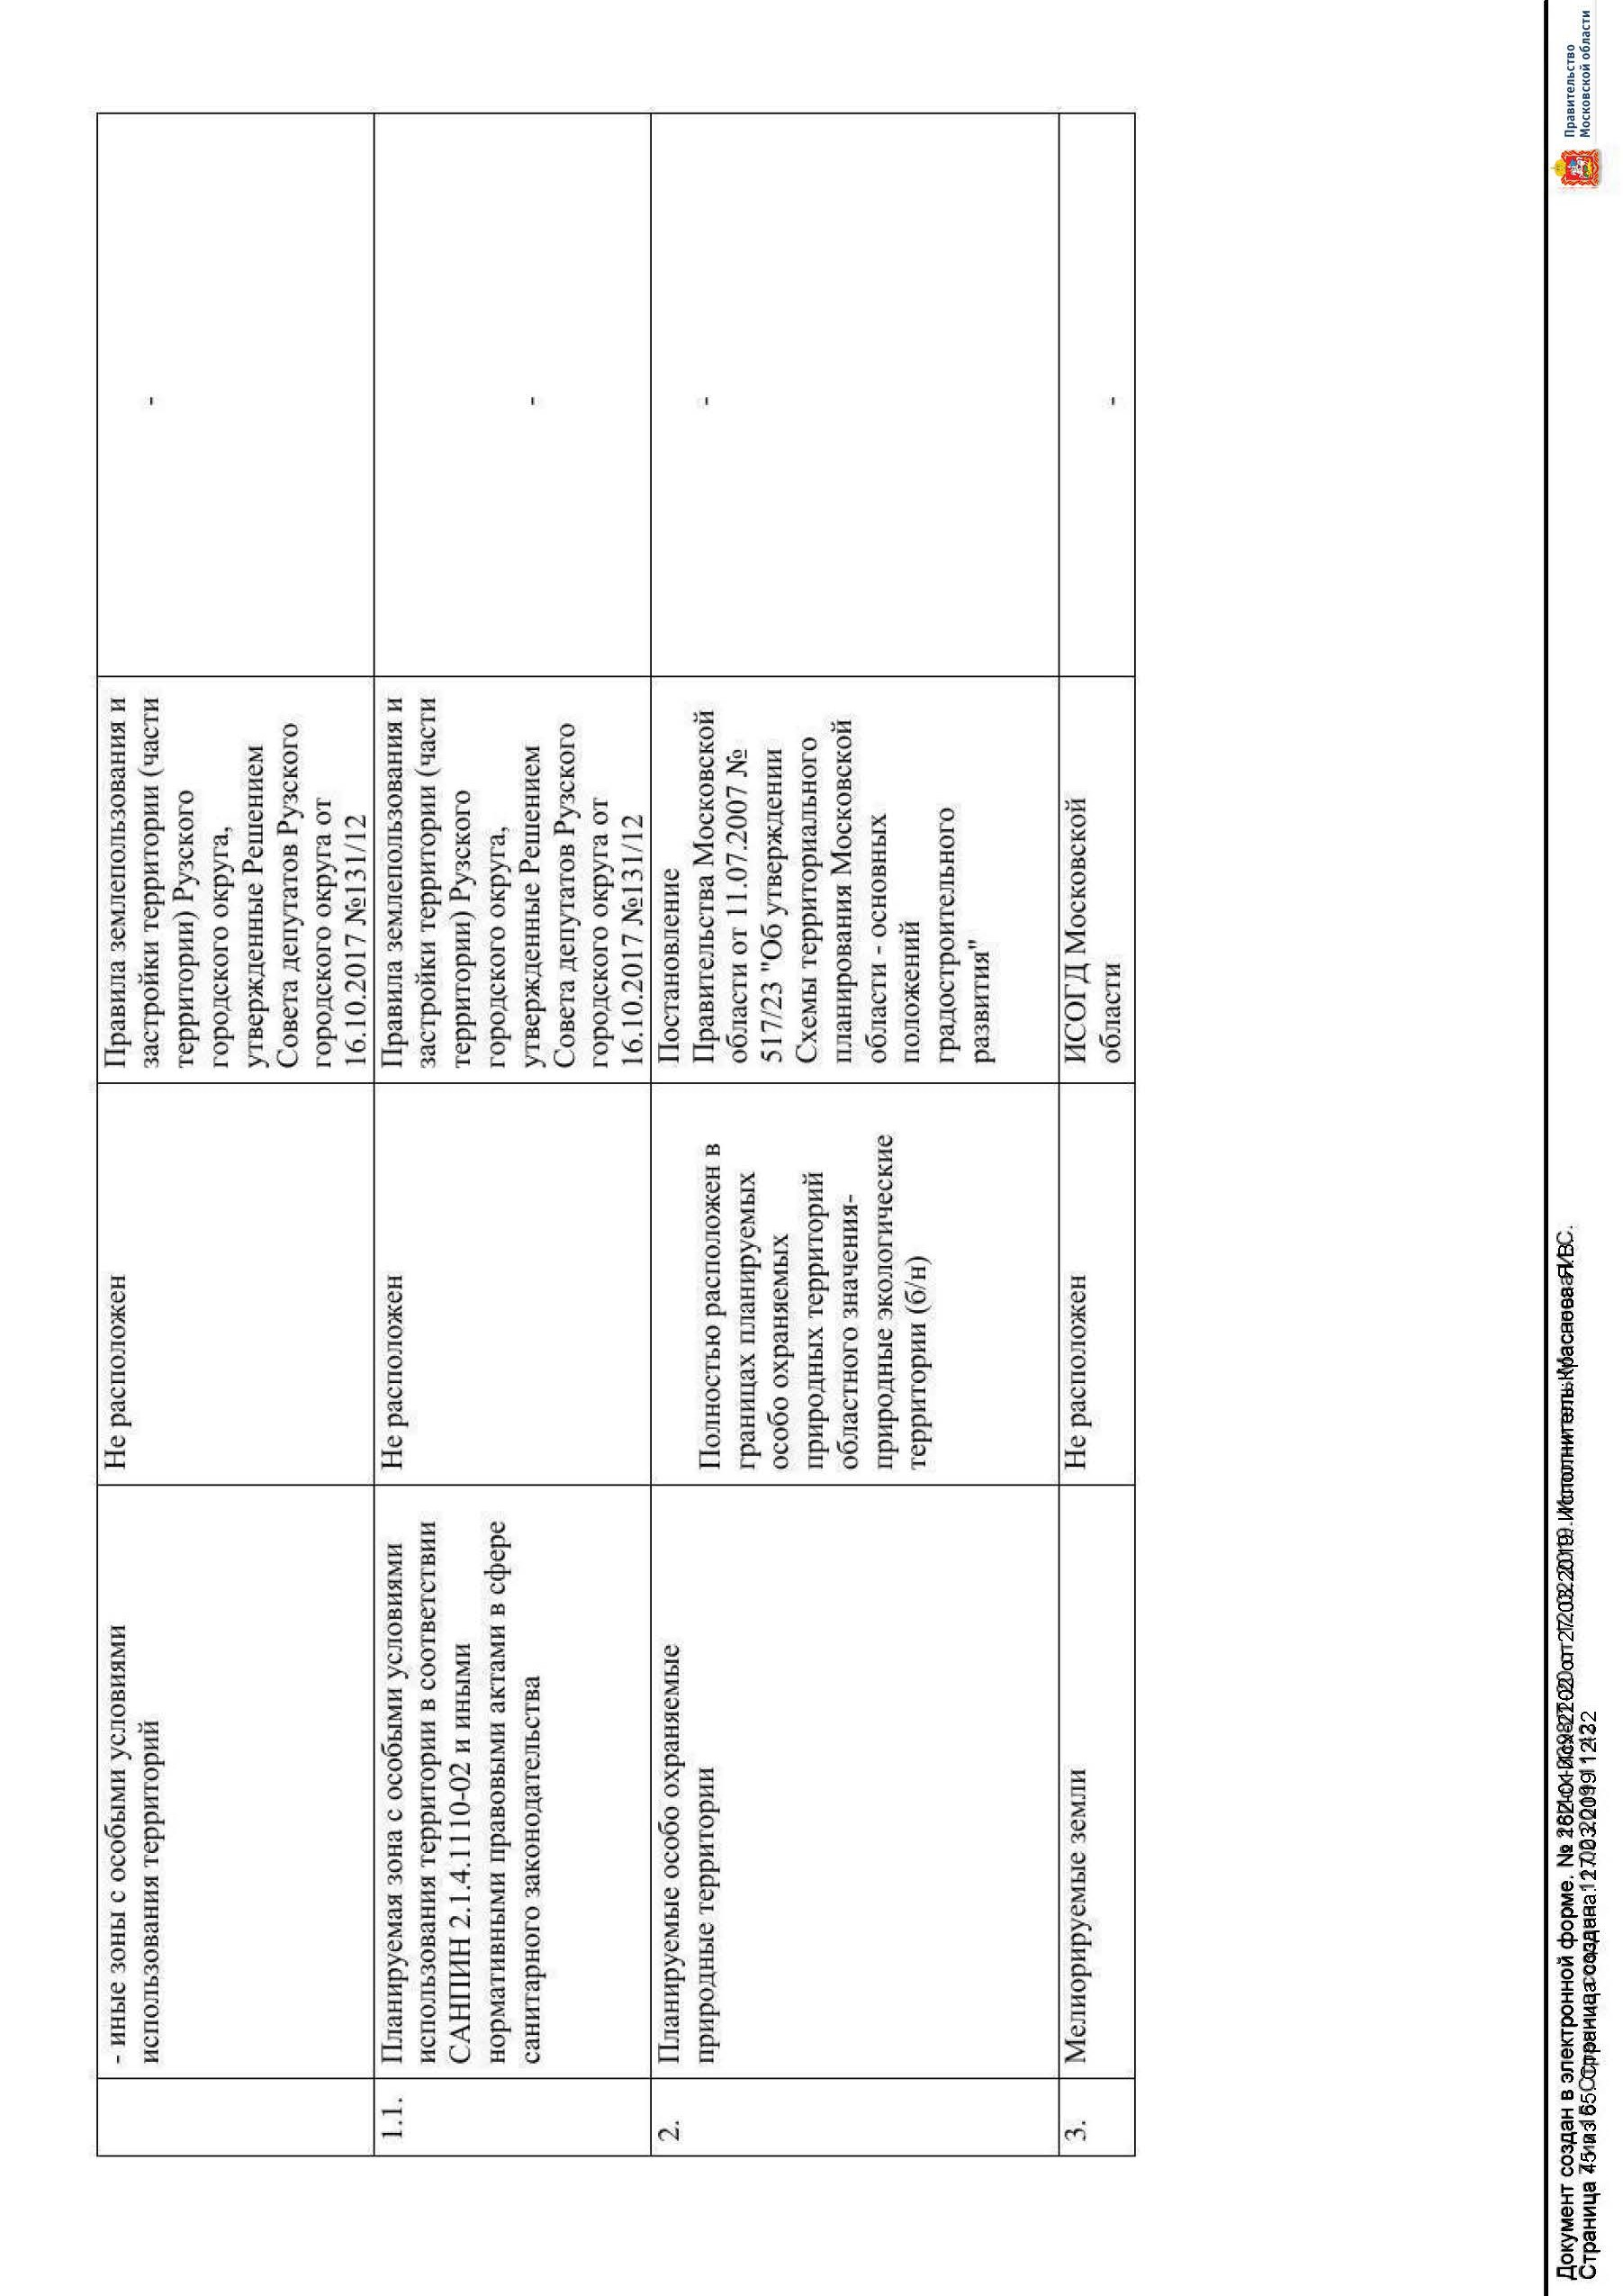 - иные зоны с особыми условиями
использования территорий
Не расположен
Правила землепользования и
застройки территории (части
территории) Рузского
городского округа,
утвержденные Решением
Совета депутатов Рузского
городского округа от
16.10.2017 №131/12
-
1.1.
Планируемая зона с особыми условиями
использования территории в соответствии
САНПИН 2.1.4.1110-02 и иными
нормативными правовыми актами в сфере
санитарного законодательства
Не расположен
Правила землепользования и
застройки территории (части
территории) Рузского
городского округа,
утвержденные Решением
Совета депутатов Рузского
городского округа от
16.10.2017 №131/12
-
2.
Планируемые особо охраняемые
природные территории
Полностью расположен в
границах планируемых
особо охраняемых
природных территорий
областного значения-
природные экологические
территории (б/н)
Постановление
Правительства Московской
области от 11.07.2007 №
517/23 "Об утверждении
Схемы территориального
планирования Московской
области - основных
положений
градостроительного
развития"
-
3.
Мелиорируемые земли
Не расположен
ИСОГД Московской
области
-
Документ создан в электронной форме. №
Страница
Правительство
Московской области